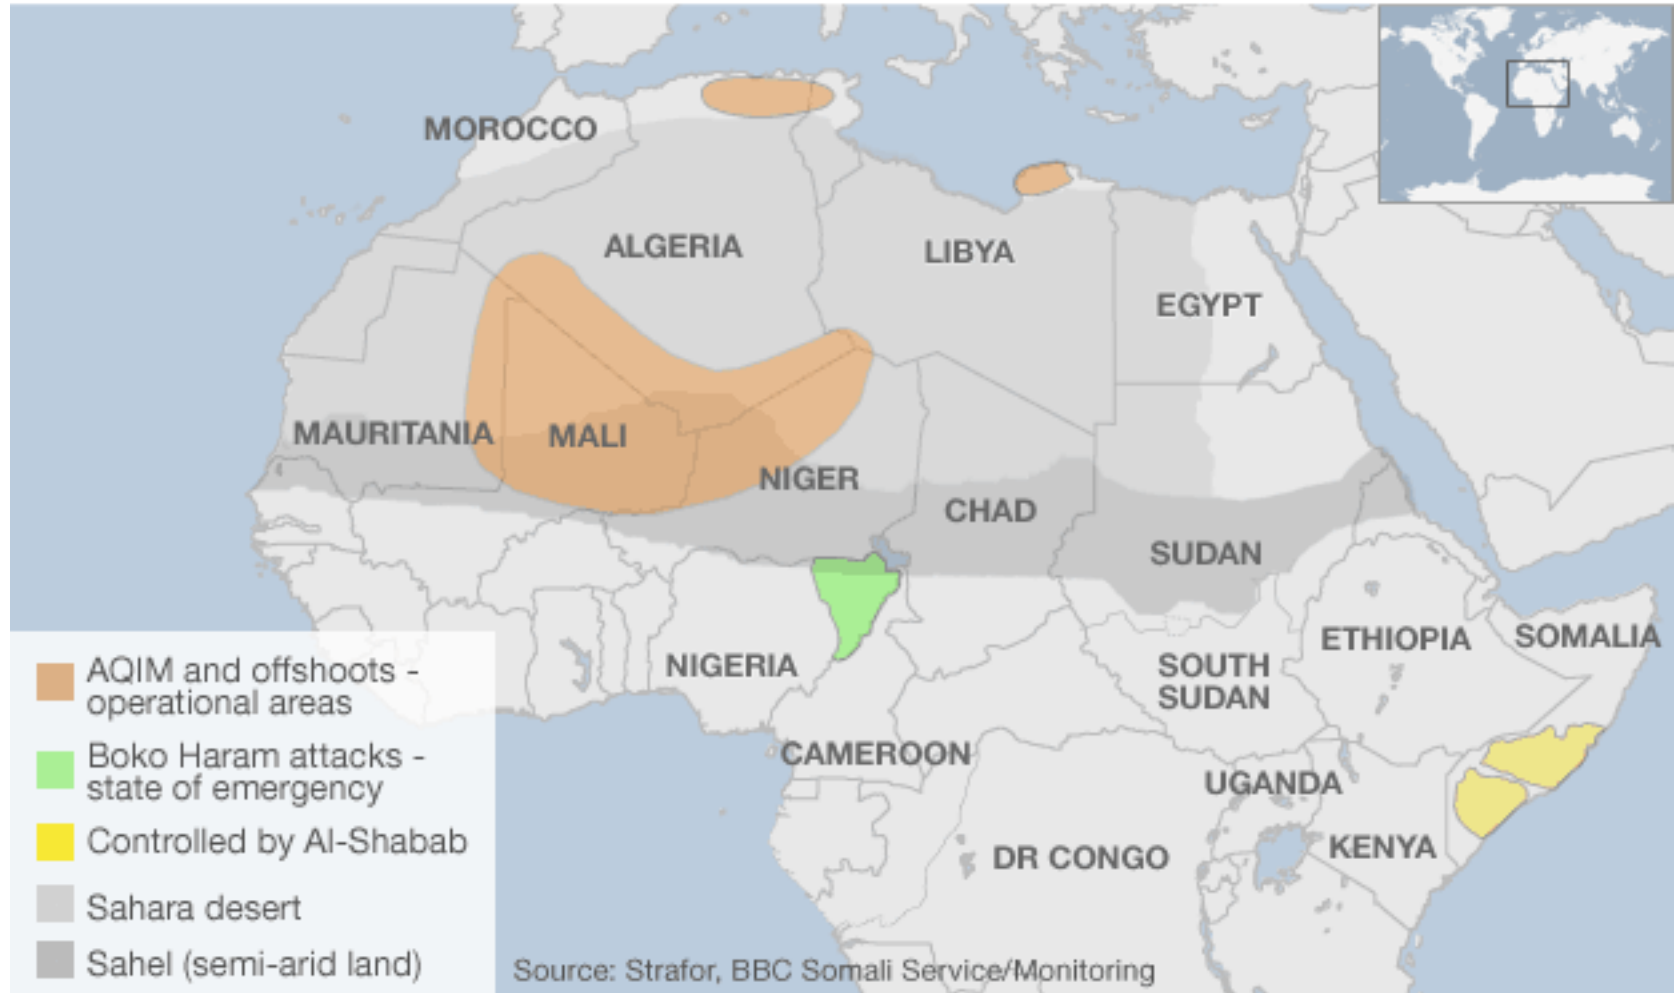 MOROCCO
ALGERIA
LIBYA
EGYPT
MAURITANIA
MALI
NIGER
CHAD
SUDAN
NIGERIA
SOUTH
SUDAN
ETHIOPIA
SOMALIA
CAMEROON
UGANDA
DR CONGO
KENYA
AQIM and offshoots -
operational areas
Boko Haram attacks -
state of emergency
Controlled by Al-Shabab
Sahara desert
Sahel (semi-arid land)
Source: Strafor, BBC Somali Service/Monitoring